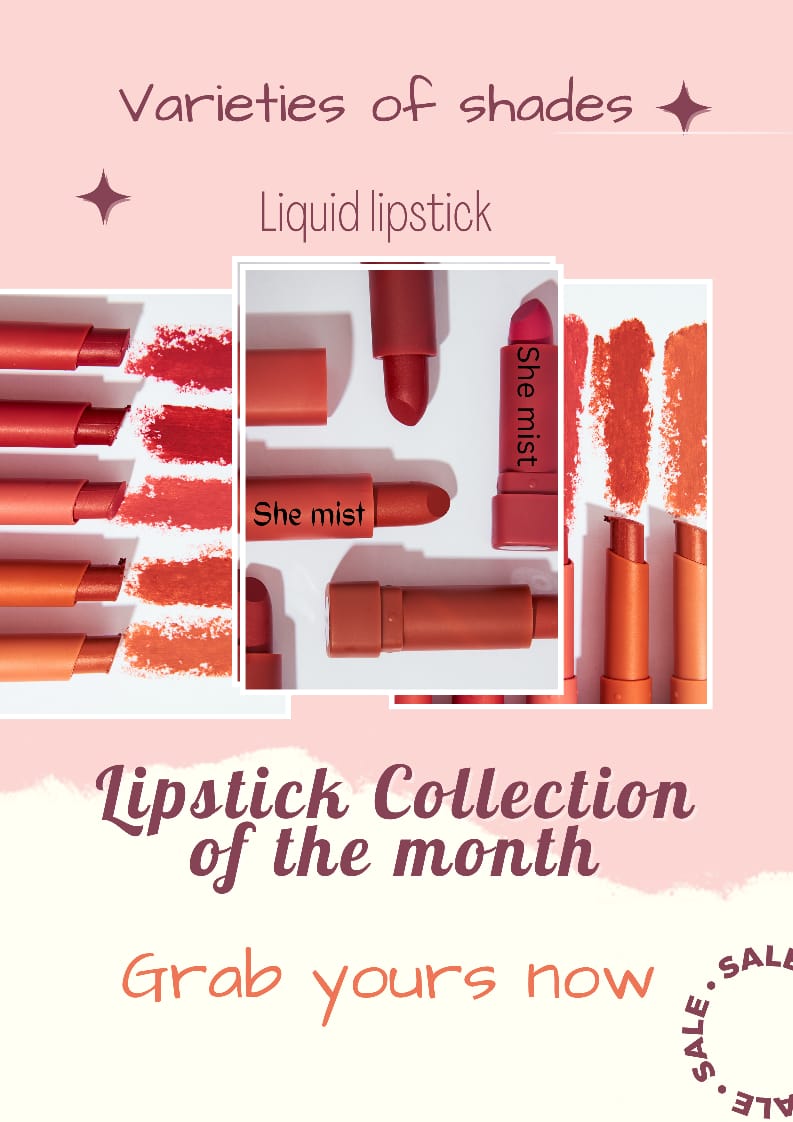 Varieties of shades
Liquid lipstick
She mist
She mist
Lipstick Collection
of the month
Grab yours now
SALE . SALE .